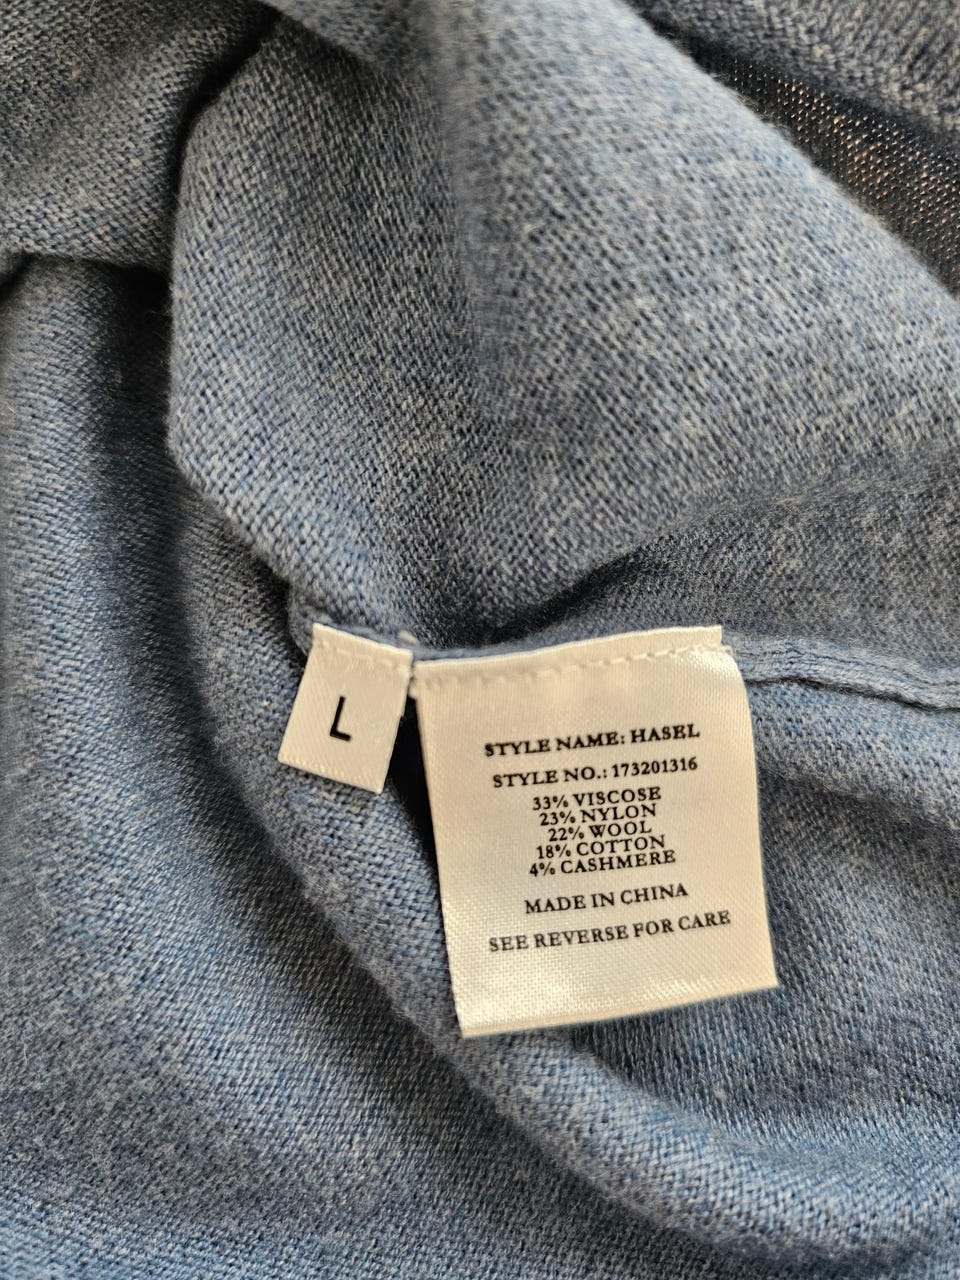 L
STYLE NAME: HASEL
STYLE NO.: 173201316
33% VISCOSE
23% NYLON
22% WOOL
18% COTTON
4% CASHMERE
MADE IN CHINA
SEE REVERSE FOR CARE